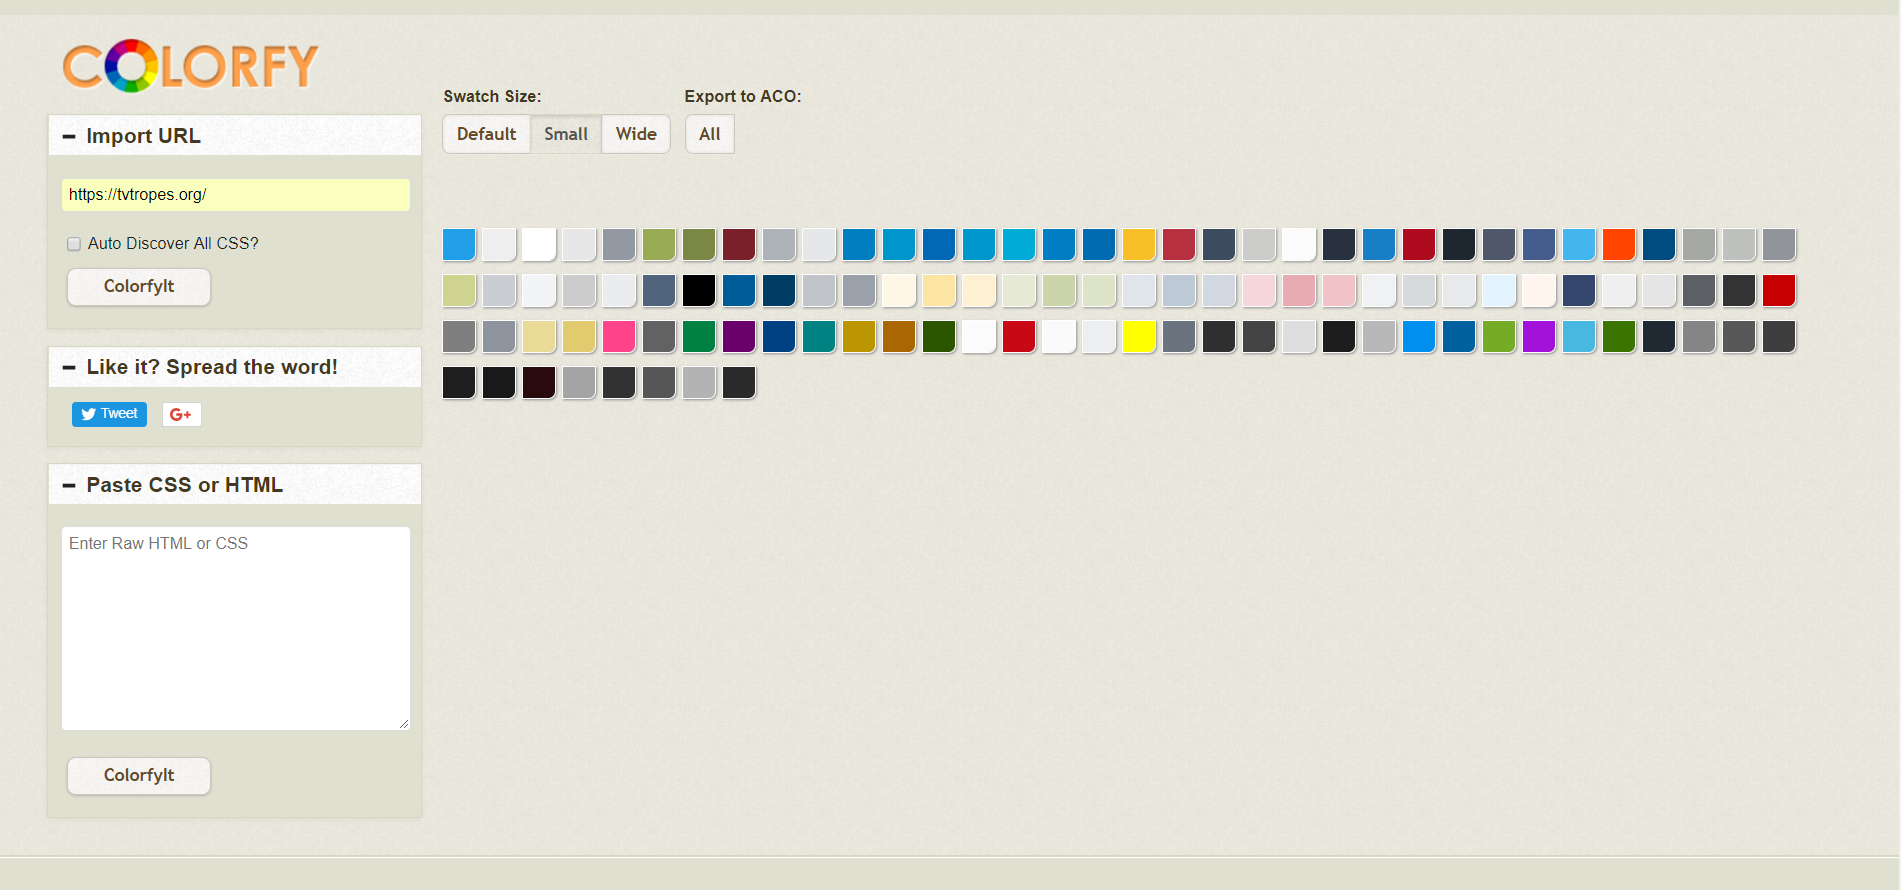 COLORFY
Swatch Size:
Export to ACO:
Default
Small
Wide
All
Import URL
https://tvtropes.org/
Auto Discover All CSS?
ColorfyIt
Like it? Spread the word!
Tweet
G+
Paste CSS or HTML
Enter Raw HTML or CSS
ColorfyIt